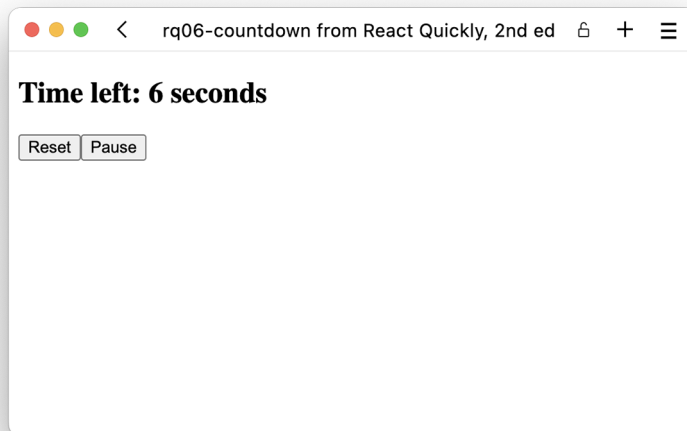 rq06-countdown from React Quickly, 2nd ed
Time left: 6 seconds
Reset Pause